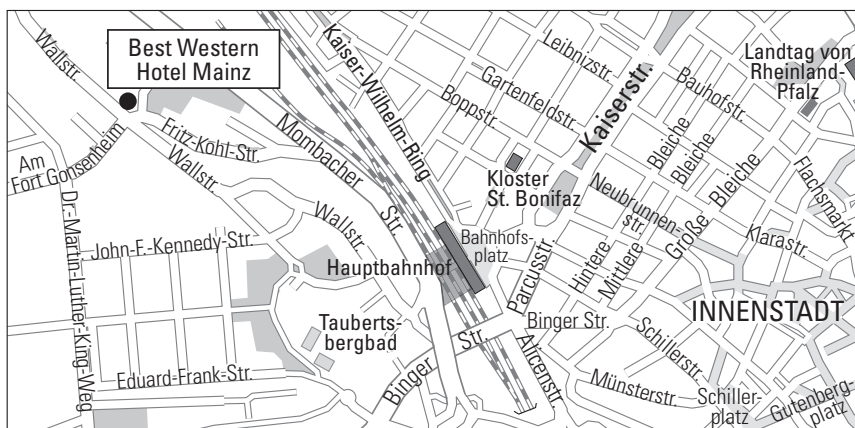 Wallstr.
Best Western
Hotel Mainz
Kaiser-Wilhelm-Ring
Leibnizstr.
Gartenfeldstr.
Boppstr.
Kaiserstr.
Bauhofstr.
Landtag von
Rheinland-
Pfalz
Am
Fort Gonsenheim
Fritz-Kohl-Str.
Wallstr.
Mombacher
Str.
Kloster
St. Bonifaz
Bleiche
Bleiche
Große Bleiche
Flachsmarkt
Neubrunnen-
str.
Dr.-Martin-Luther-King-Weg
John-F.-Kennedy-Str.
Wallstr.
Hauptbahnhof
Bahnhofs-
platz
Parcusstr.
Hintere
Mittlere
Klarastr.
INNENSTADT
Tauberts-
bergbad
Binger Str.
Binger Str.
Alicenstr.
Schillerstr.
Münsterstr.
Eduard-Frank-Str.
Schiller-
platz
Gutenberg-
platz